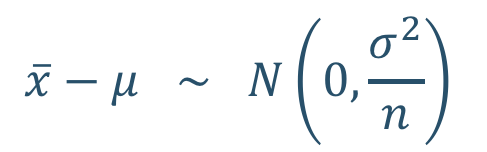 x̄ − μ ~ N(0, σ²/n)